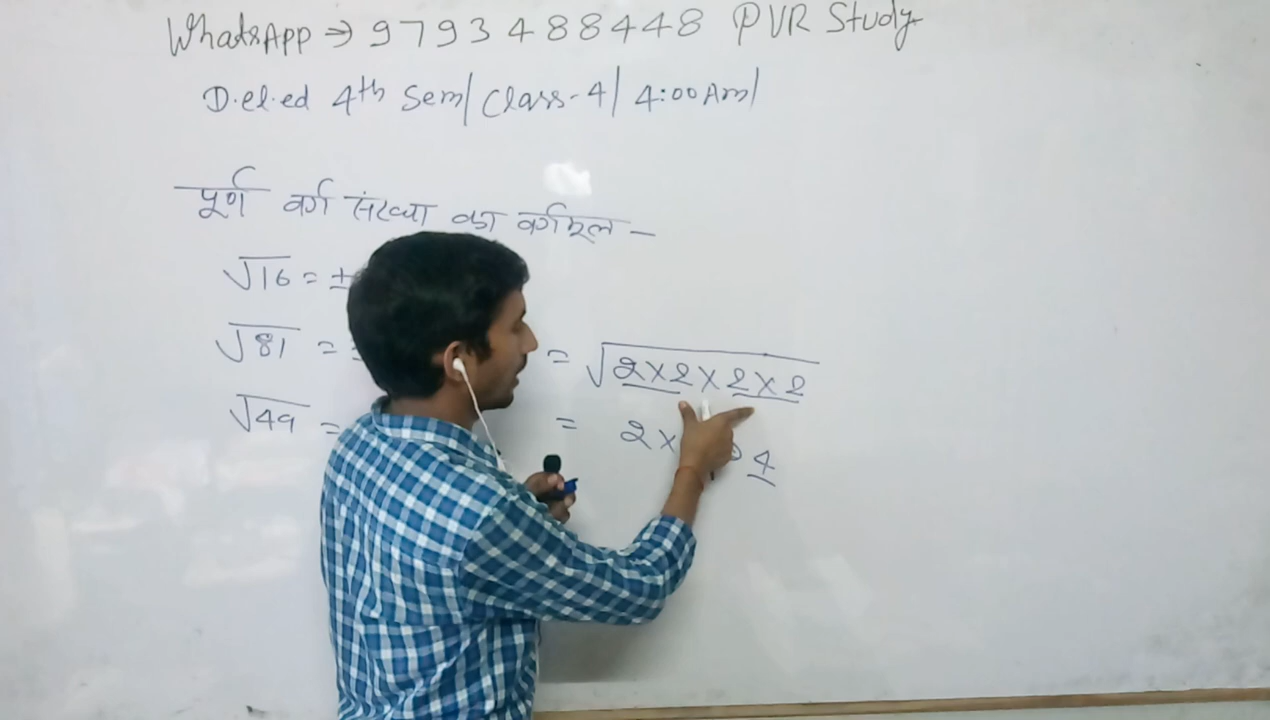 WhatsApp ⇒ 9793488448 PVR Study
D.el.ed 4th Sem/ Class-4/ 4:00 Am/
पूर्ण वर्ग संख्या का वर्गमूल –
√16 = ±
√81 =
√49 =
= √2×2×2×2
= 2× 4